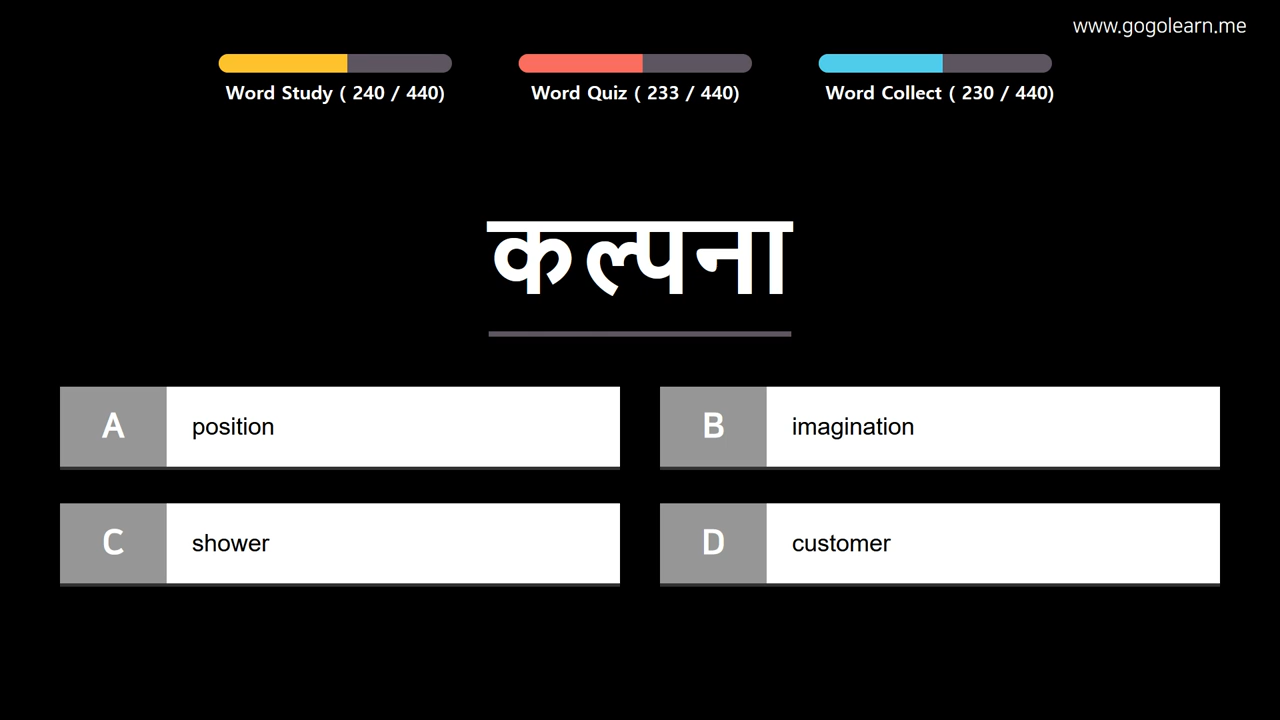 www.gogolearn.me
Word Study ( 240 / 440)
Word Quiz ( 233 / 440)
Word Collect ( 230 / 440)
कल्पना
A position
B imagination
C shower
D customer